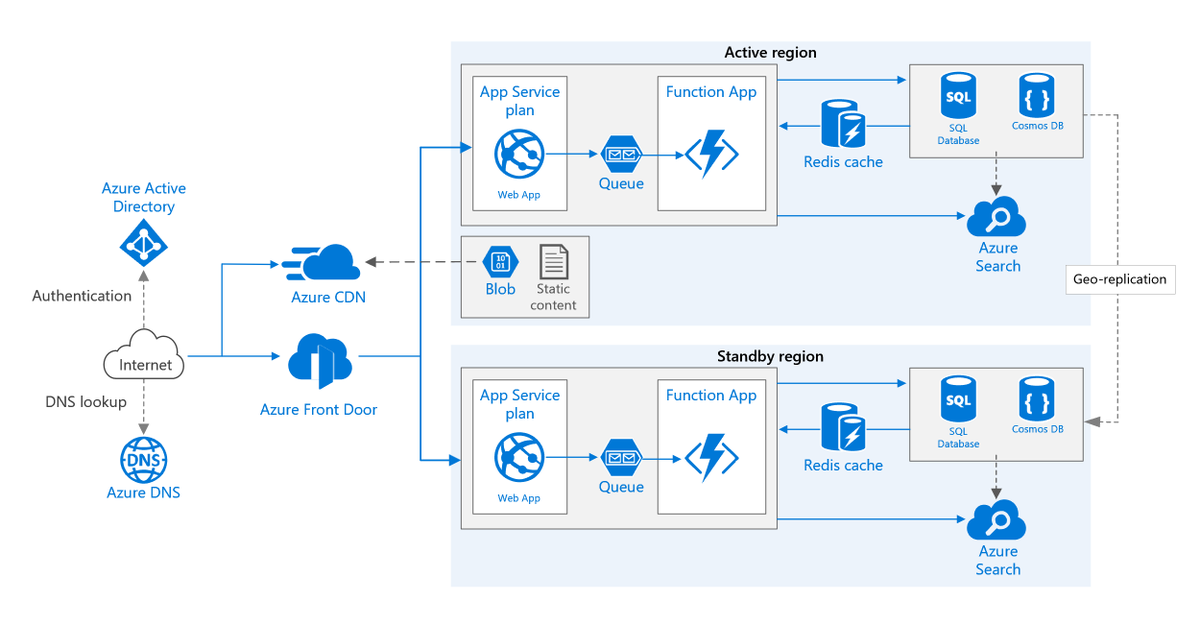 Active region
App Service
plan
Web App
Queue
Function App
Redis cache
SQL
SQL
Database
{ }
Cosmos DB
Azure
Search
10
01
Blob
Static
content
Geo-replication
Azure Active
Directory
Authentication
Internet
DNS lookup
DNS
Azure DNS
Azure CDN
Azure Front Door
Standby region
App Service
plan
Web App
Queue
Function App
Redis cache
SQL
SQL
Database
{ }
Cosmos DB
Azure
Search